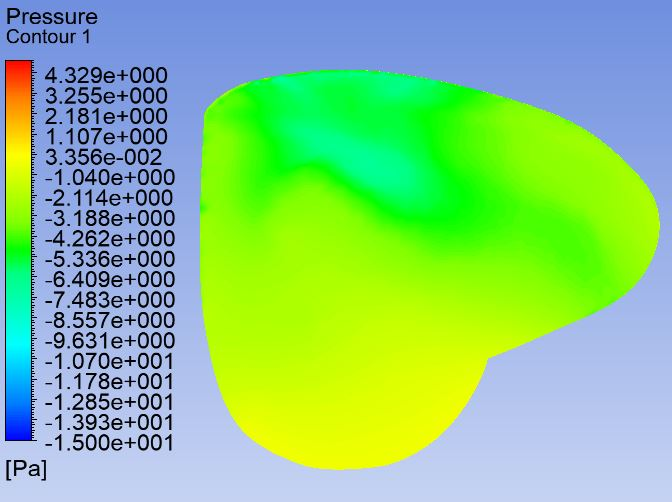 Pressure
Contour 1
4.329e+000
3.255e+000
2.181e+000
1.107e+000
3.356e-002
-1.040e+000
-2.114e+000
-3.188e+000
-4.262e+000
-5.336e+000
-6.409e+000
-7.483e+000
-8.557e+000
-9.631e+000
-1.070e+001
-1.178e+001
-1.285e+001
-1.393e+001
-1.500e+001
[Pa]